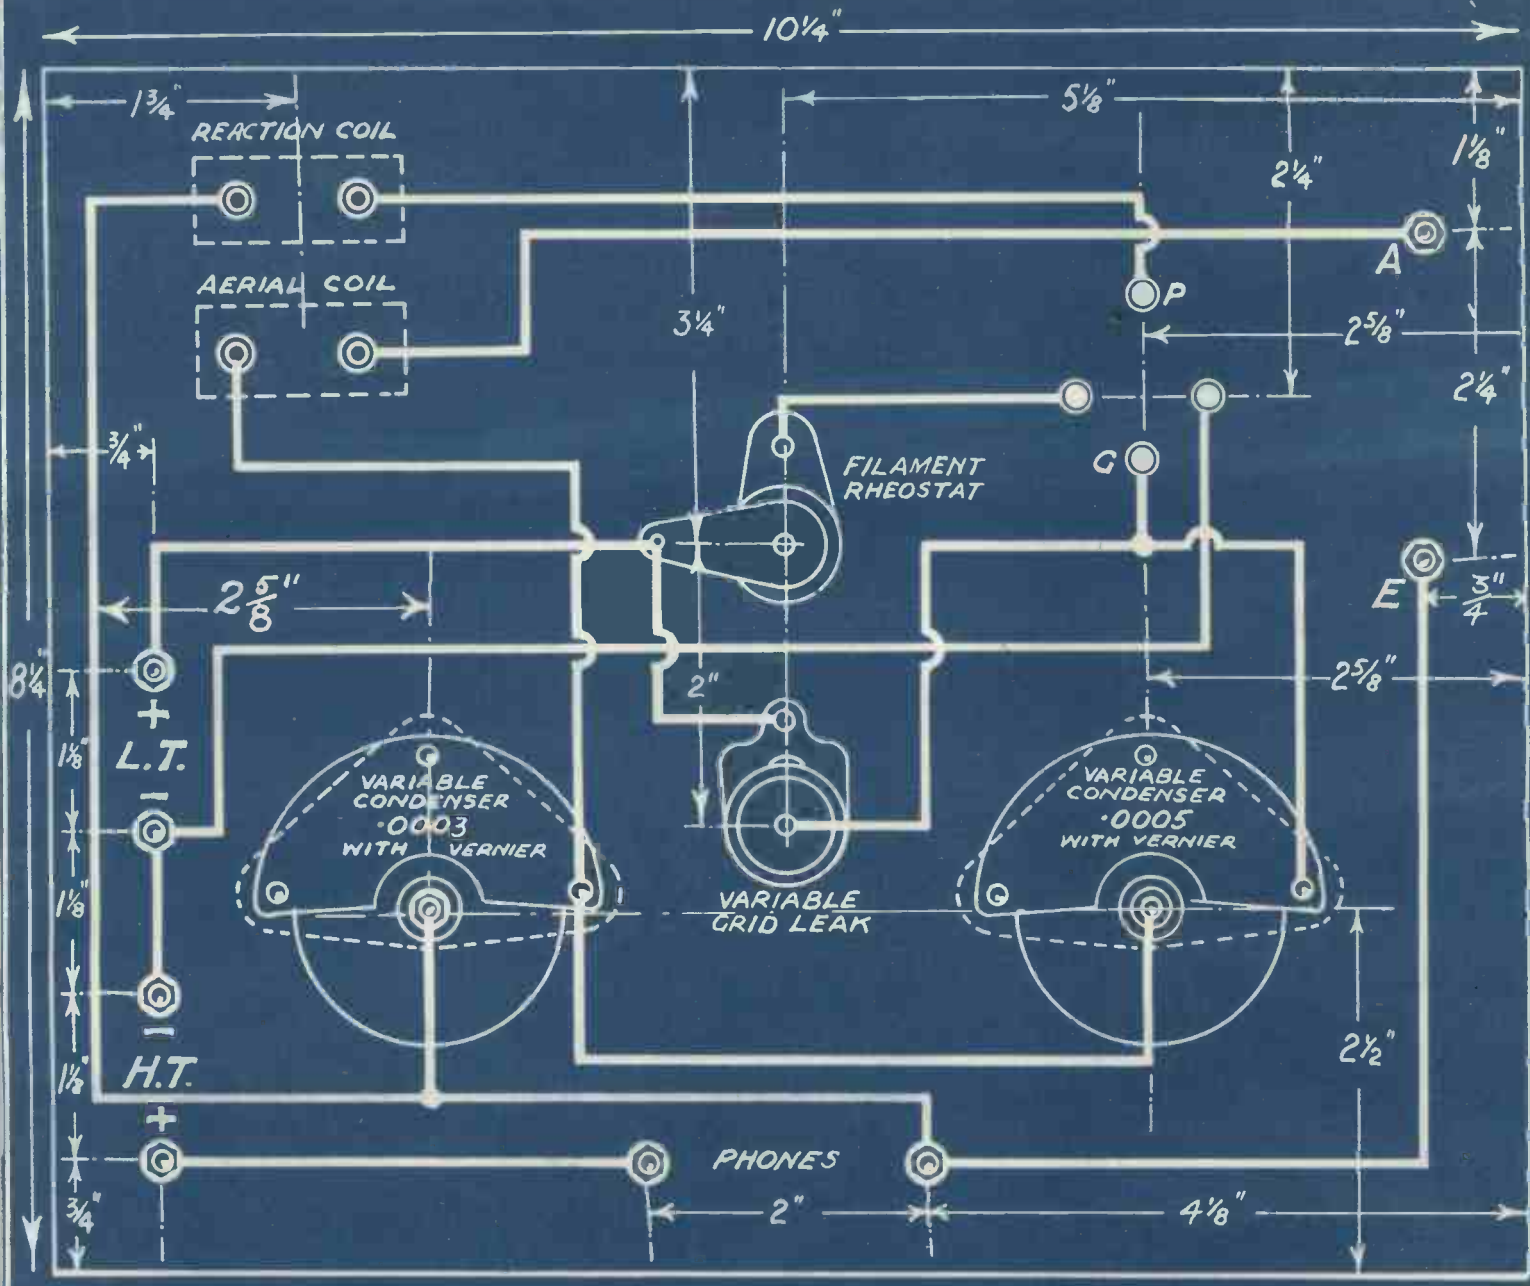 10¼"
1¾"
5⅛"
REACTION COIL
1⅛"
2¼"
A
AERIAL COIL
P
3¼"
2⅝"
2¼"
¾"
FILAMENT
RHEOSTAT
G
2⅝"
E
¾"
8¼"
2⅝"
2"
+
L.T.
1⅛"
−
VARIABLE
CONDENSER
·0003
WITH VERNIER
VARIABLE
CONDENSER
·0005
WITH VERNIER
1⅛"
VARIABLE
GRID LEAK
−
H.T.
1⅛"
+
2½"
PHONES
¾"
2"
4⅛"